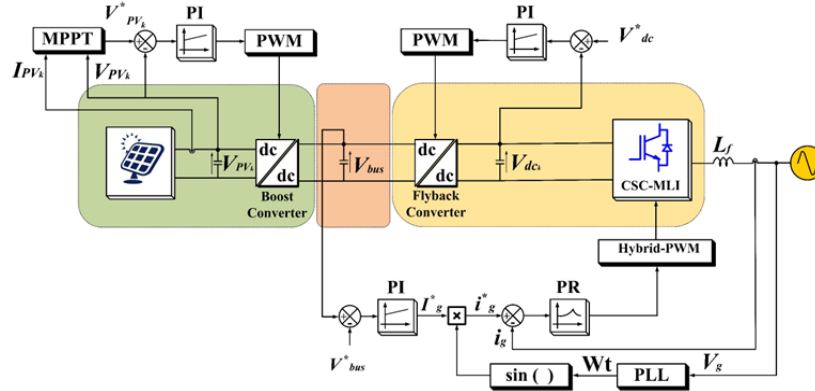 V*PVk
PI
PI
MPPT
PWM
PWM
V*dc
IPVk
VPVk
Lf
dc
dc
dc
dc
VPVk
Vbus
Vdck
CSC-MLI
Boost
Converter
Flyback
Converter
Hybrid-PWM
PI
PR
I*g
×
i*g
ig
V*bus
sin ( )
Wt
PLL
Vg